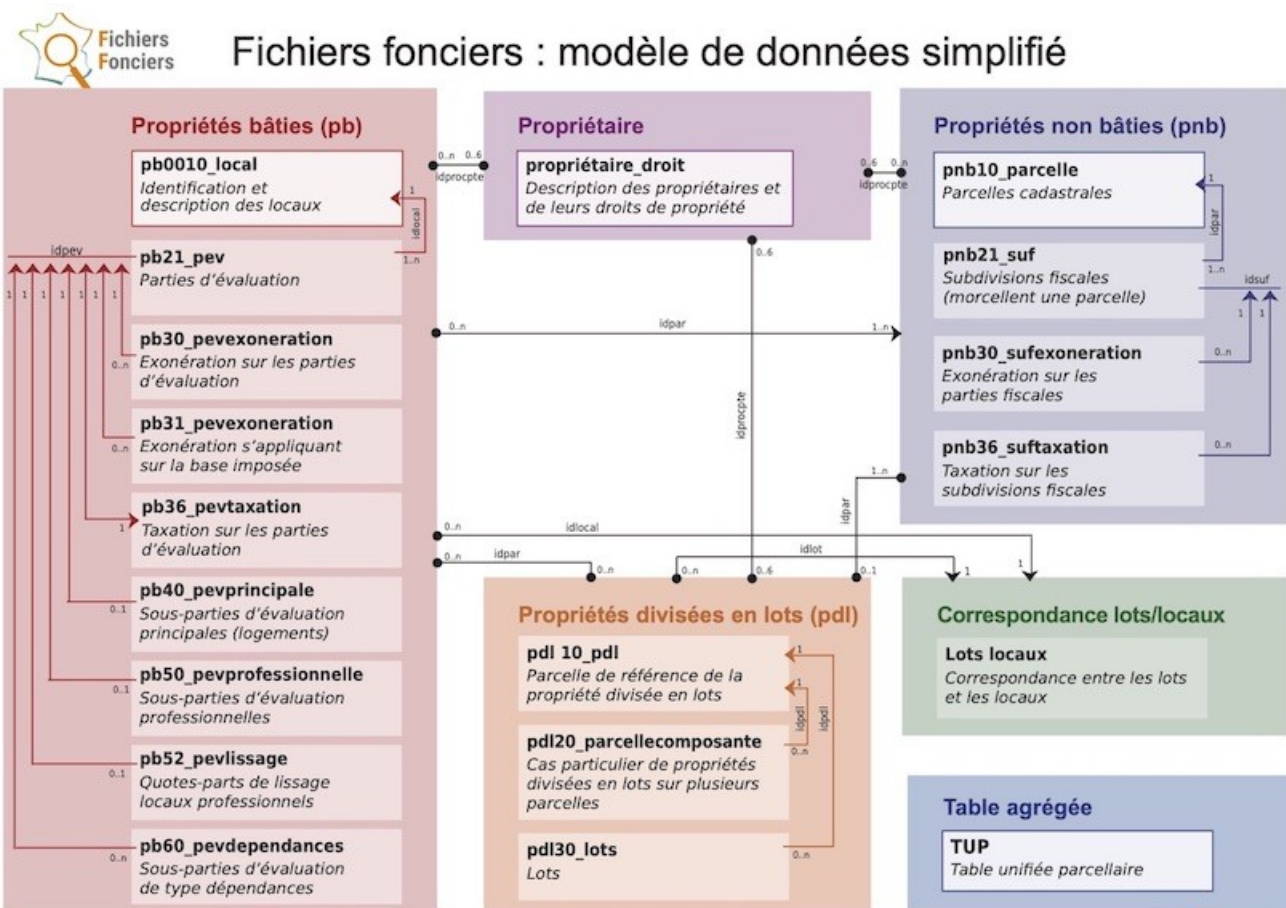 Fichiers
Fonciers
Fichiers fonciers : modèle de données simplifié
Propriétés bâties (pb)
pb0010_local
Identification et
description des locaux
1
idlocal
1..n
idpev
pb21_pev
Parties d'évaluation
1 1 1 1 1 1 1
pb30_pevexoneration
Exonération sur les parties
d'évaluation
0..n
pb31_pevexoneration
Exonération s'appliquant
sur la base imposée
0..n
pb36_pevtaxation
Taxation sur les parties
d'évaluation
1
pb40_pevprincipale
Sous-parties d'évaluation
principales (logements)
0..1
pb50_pevprofessionnelle
Sous-parties d'évaluation
professionnelles
0..1
pb52_pevlissage
Quotes-parts de lissage
locaux professionnels
0..1
pb60_pevdependances
Sous-parties d'évaluation
de type dépendances
0..n
0..n 0..6
idprocpte
Propriétaire
propriétaire_droit
Description des propriétaires et
de leurs droits de propriété
0..6 0..n
idprocpte
0..6
idprocpte
0..6
0..n idpar 1..n
Propriétés non bâties (pnb)
pnb10_parcelle
Parcelles cadastrales
1
idpar
1..n
pnb21_suf
Subdivisions fiscales
(morcellent une parcelle)
idsuf
1 1
pnb30_sufexoneration
Exonération sur les
parties fiscales
0..n
pnb36_suftaxation
Taxation sur les
subdivisions fiscales
0..n
1..n
idpar
0..1
0..n idlocal 1
0..n idpar 0..n
0..n idlot 1
Propriétés divisées en lots (pdl)
pdl 10_pdl
Parcelle de référence de la
propriété divisée en lots
1
1
idpdl
idpdl
pdl20_parcellecomposante
Cas particulier de propriétés
divisées en lots sur plusieurs
parcelles
0..n
pdl30_lots
Lots
0..n
Correspondance lots/locaux
Lots locaux
Correspondance entre les lots
et les locaux
Table agrégée
TUP
Table unifiée parcellaire